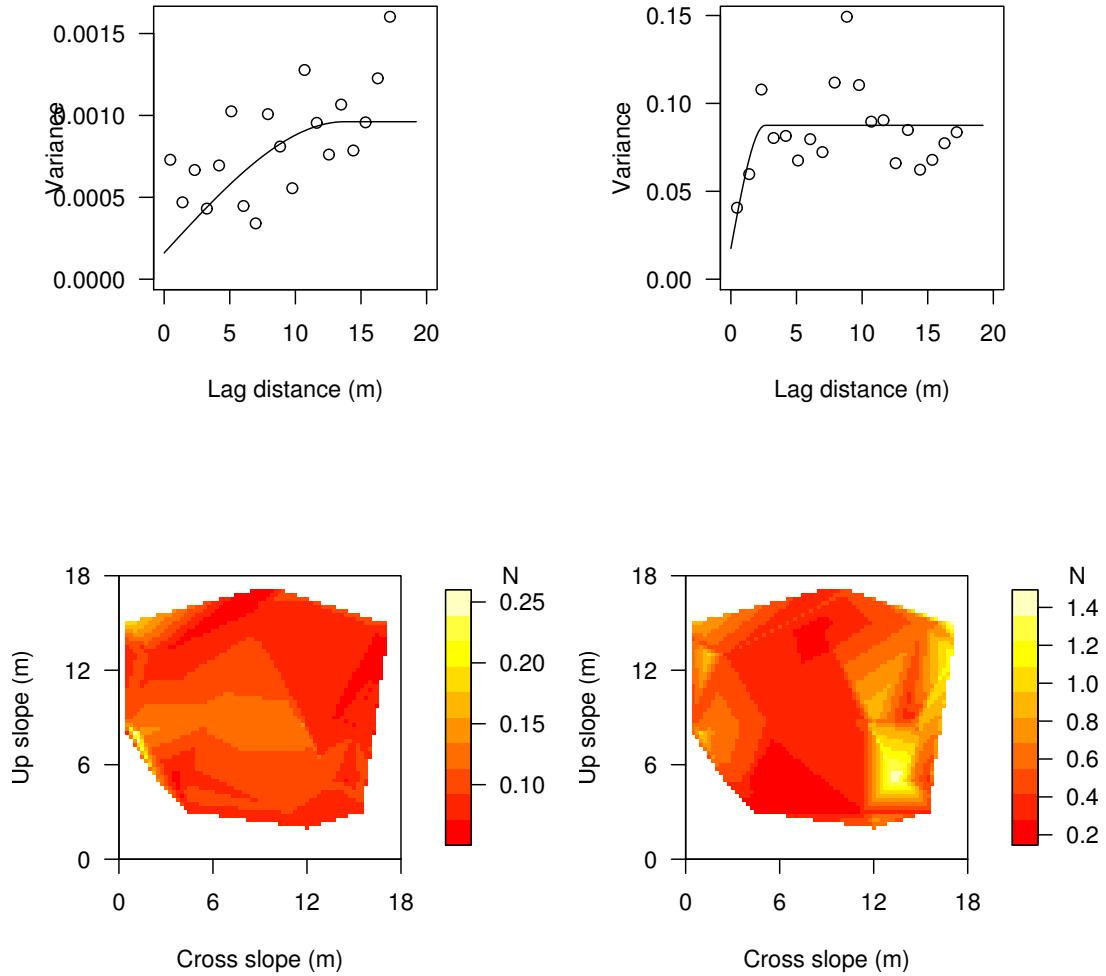 0.0015
0.0010
0.0005
0.0000
Variance
0 5 10 15 20
Lag distance (m)
0.15
0.10
0.05
0.00
Variance
0 5 10 15 20
Lag distance (m)
18
12
6
0
Up slope (m)
0 6 12 18
Cross slope (m)
N
0.25
0.20
0.15
0.10
18
12
6
0
Up slope (m)
0 6 12 18
Cross slope (m)
N
1.4
1.2
1.0
0.8
0.6
0.4
0.2